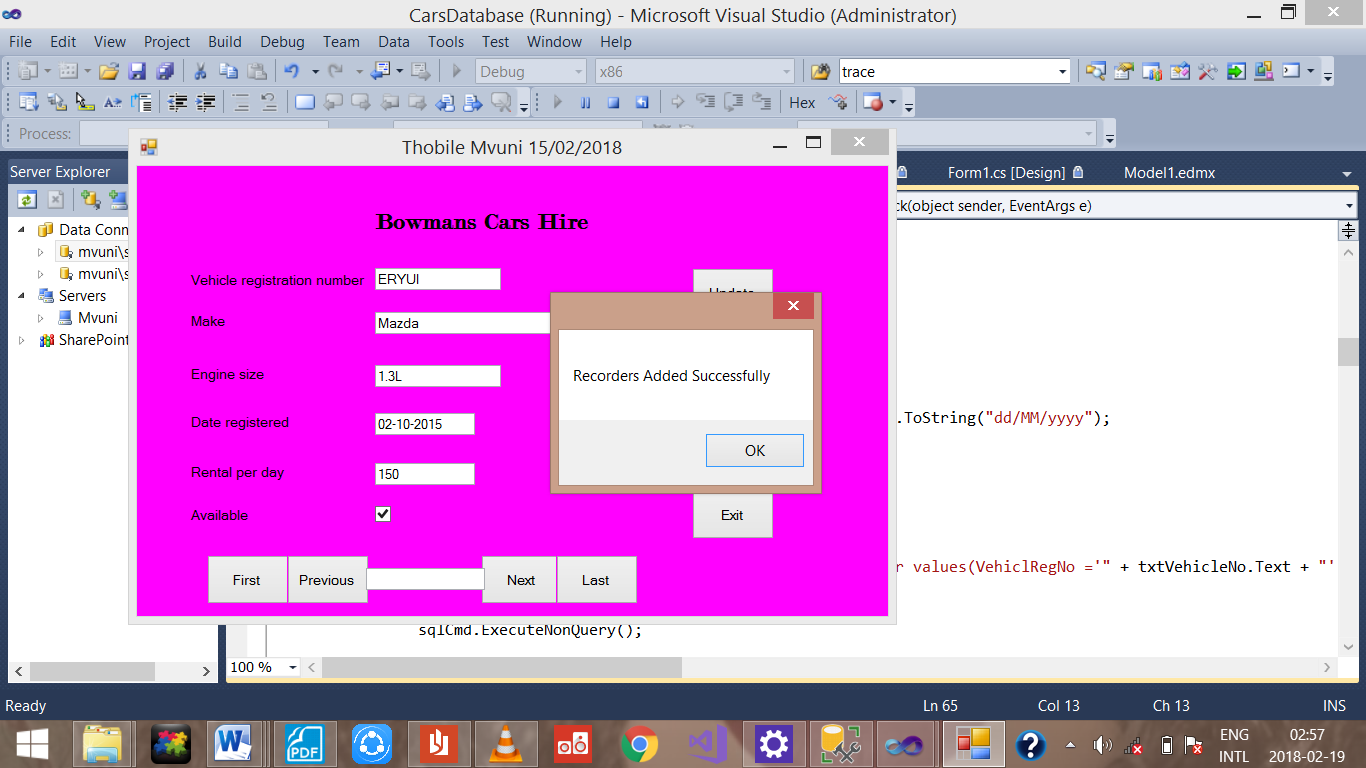 CarsDatabase (Running) - Microsoft Visual Studio (Administrator)
File Edit View Project Build Debug Team Data Tools Test Window Help
Debug x86 trace
Hex
Process:
Thobile Mvuni 15/02/2018
Server Explorer
Form1.cs [Design] Model1.edmx
ck(object sender, EventArgs e)
Data Conn
mvuni\s
mvuni\s
Servers
Mvuni
SharePoint
Bowmans Cars Hire
Vehicle registration number ERYUI
Update
Make Mazda
Engine size 1.3L
Date registered 02-10-2015
Rental per day 150
Available
Recorders Added Successfully
OK
Exit
First Previous Next Last
.ToString("dd/MM/yyyy");
r values(VehiclRegNo ='" + txtVehicleNo.Text + "'
sqlCmd.ExecuteNonQuery();
100 %
Ready Ln 65 Col 13 Ch 13 INS
W PDF
ENG 02:57
INTL 2018-02-19